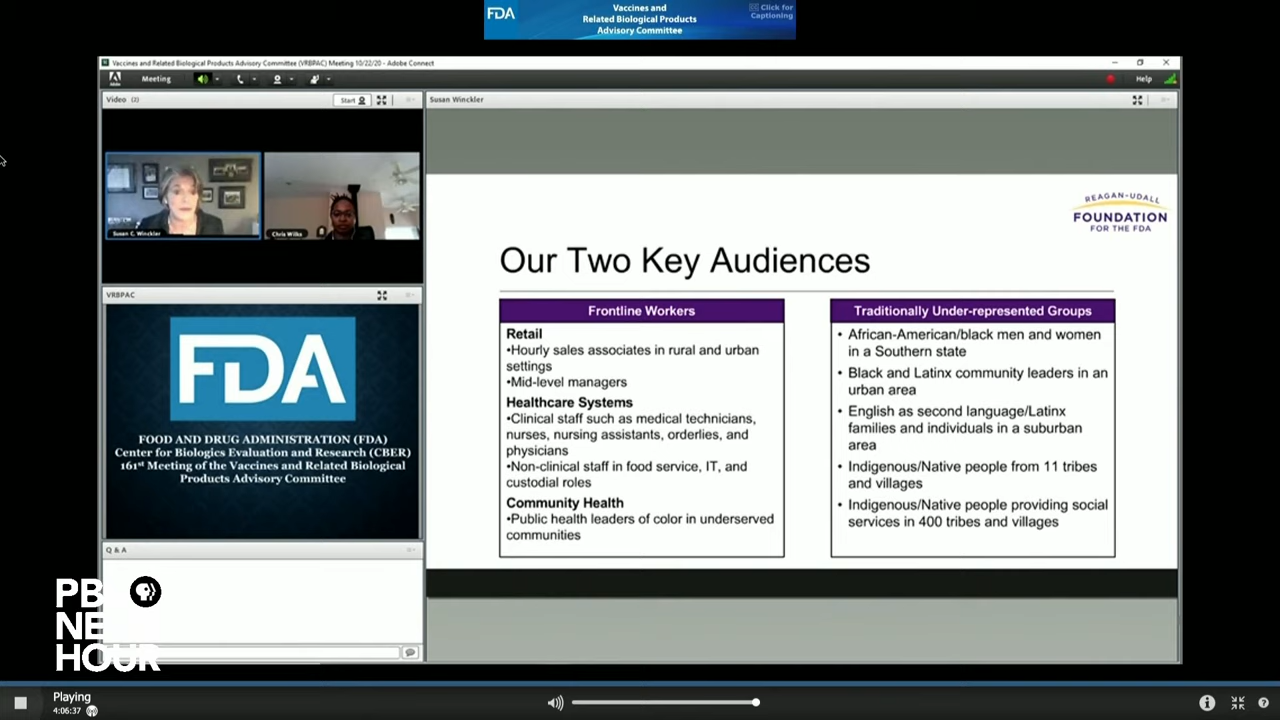 FDA
Vaccines and
Related Biological Products
Advisory Committee
Click for
Captioning
Vaccines and Related Biological Products Advisory Committee (VRBPAC) Meeting 10/22/20 - Adobe Connect
Meeting
Help
Video (2)
Start
Susan C. Winckler
Chris Wilks
VRBPAC
FDA
FOOD AND DRUG ADMINISTRATION (FDA)
Center for Biologics Evaluation and Research (CBER)
161st Meeting of the Vaccines and Related Biological
Products Advisory Committee
Q & A
Susan Winckler
REAGAN-UDALL
FOUNDATION
FOR THE FDA
Our Two Key Audiences
Frontline Workers
Retail
•Hourly sales associates in rural and urban
settings
•Mid-level managers
Healthcare Systems
•Clinical staff such as medical technicians,
nurses, nursing assistants, orderlies, and
physicians
•Non-clinical staff in food service, IT, and
custodial roles
Community Health
•Public health leaders of color in underserved
communities
Traditionally Under-represented Groups
• African-American/black men and women
in a Southern state
• Black and Latinx community leaders in an
urban area
• English as second language/Latinx
families and individuals in a suburban
area
• Indigenous/Native people from 11 tribes
and villages
• Indigenous/Native people providing social
services in 400 tribes and villages
PBS
NEWS
HOUR
Playing
4:06:37